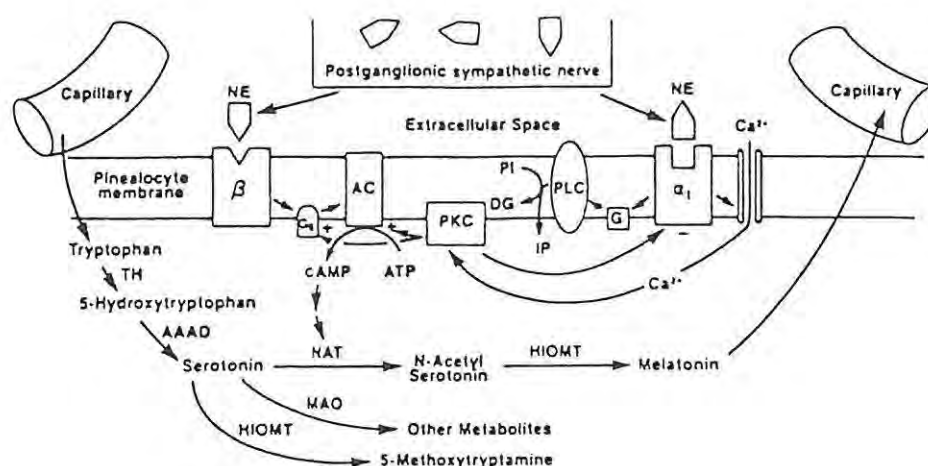 Postganglionic sympathetic nerve
Capillary
NE
NE
Capillary
Extracellular Space
Ca²⁺
Pinealocyte
membrane
β
AC
PI
PLC
α₁
DG
G
+
+
PKC
IP
−
Tryptophan
cAMP
ATP
Ca²⁺
TH
5-Hydroxytryptophan
AAAD
NAT
HIOMT
Serotonin
N-Acetyl
Serotonin
Melatonin
MAO
HIOMT
Other Metabolites
5-Methoxytryptamine